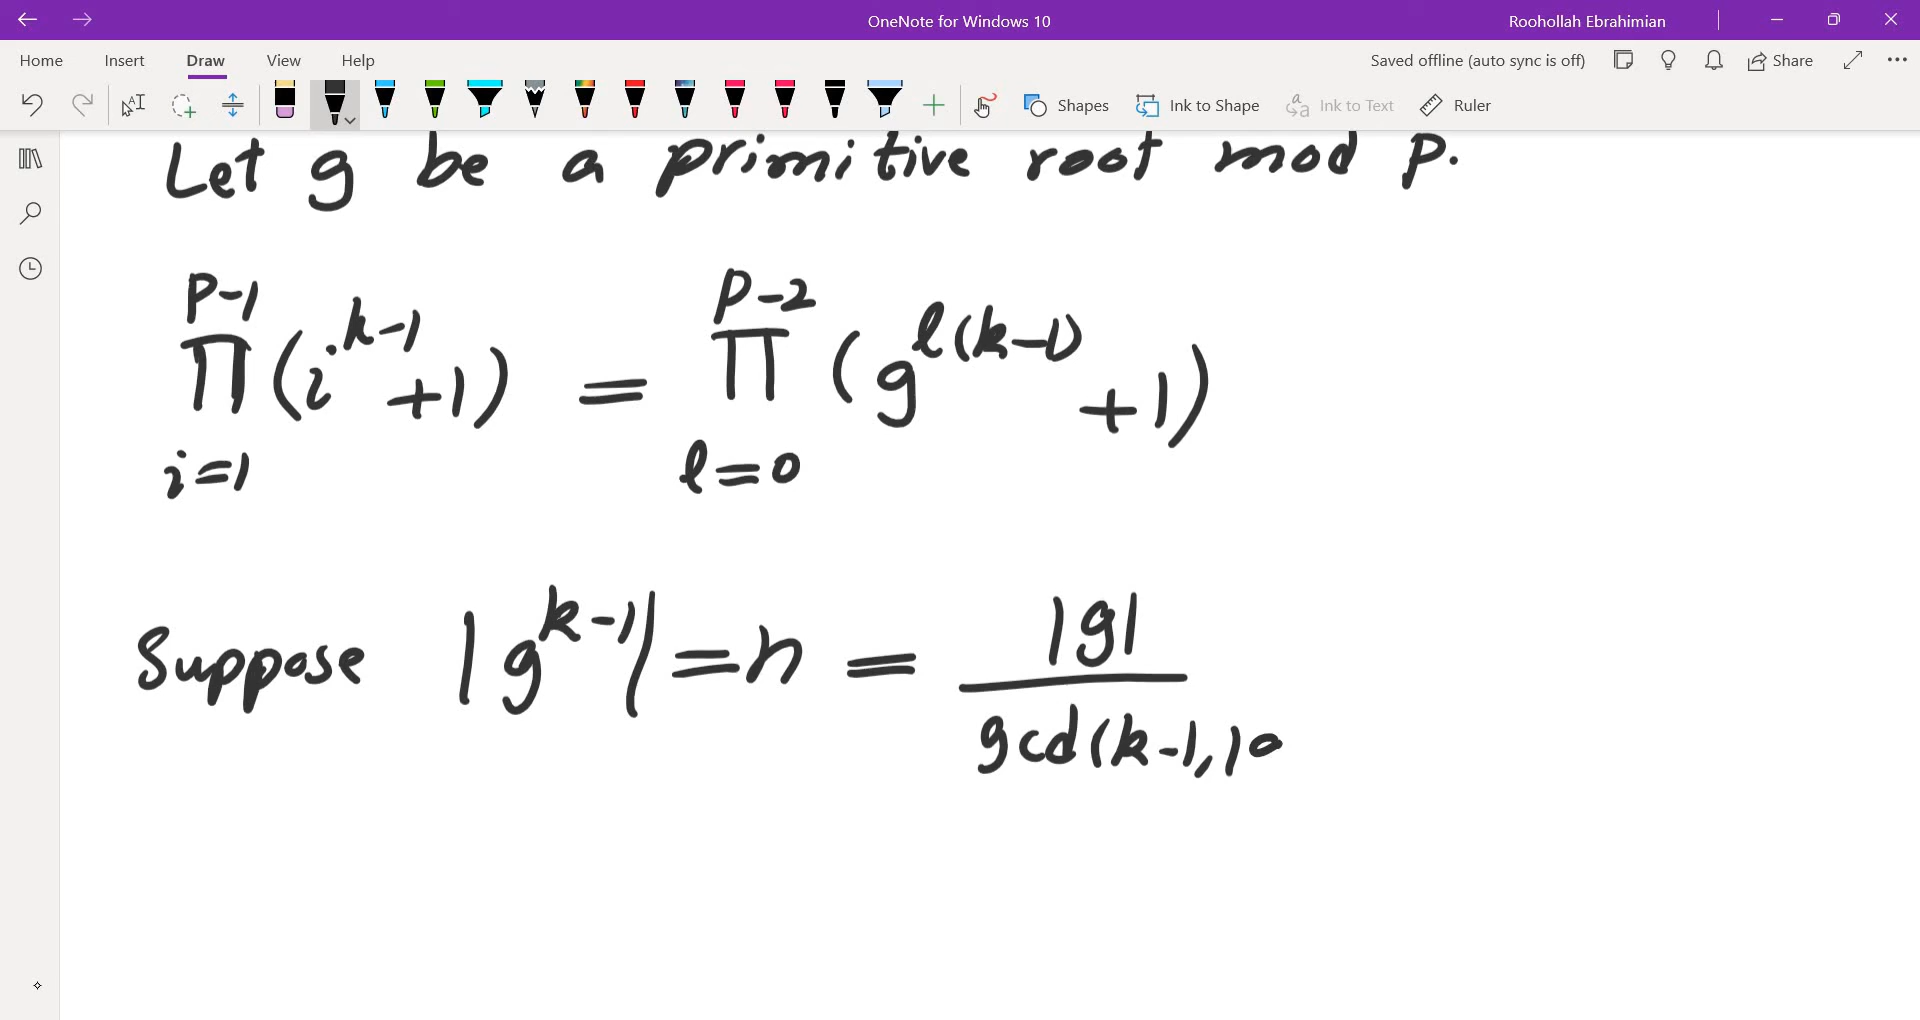 OneNote for Windows 10
Roohollah Ebrahimian
Home Insert Draw View Help
Saved offline (auto sync is off) Share
Shapes Ink to Shape Ink to Text Ruler
Let g be a primitive root mod p.
∏_{i=1}^{p-1} (i^{k-1} + 1) = ∏_{ℓ=0}^{p-2} (g^{ℓ(k-1)} + 1)
Suppose |g^{k-1}| = n = |g| / gcd(k-1, |